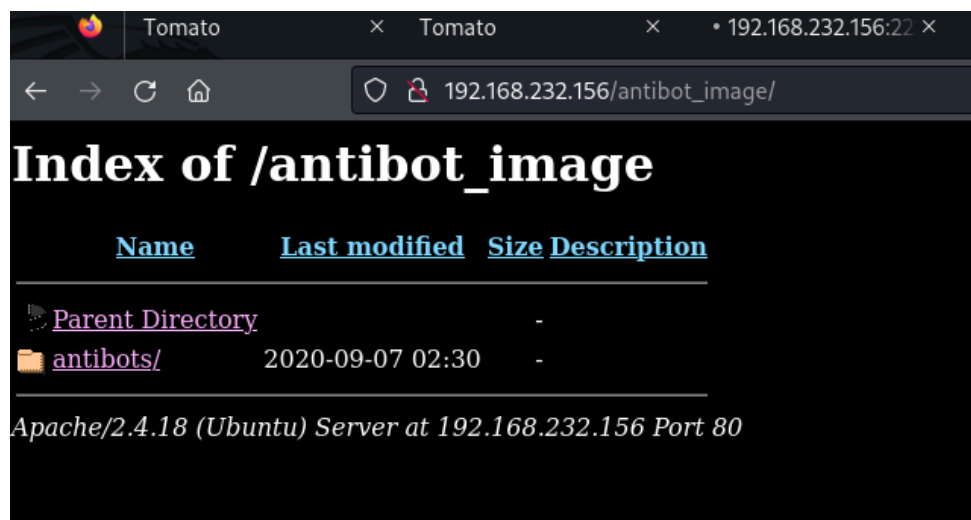 Tomato × Tomato × • 192.168.232.156:22 ×
192.168.232.156/antibot_image/
Index of /antibot_image
Name Last modified Size Description
Parent Directory -
antibots/ 2020-09-07 02:30 -
Apache/2.4.18 (Ubuntu) Server at 192.168.232.156 Port 80